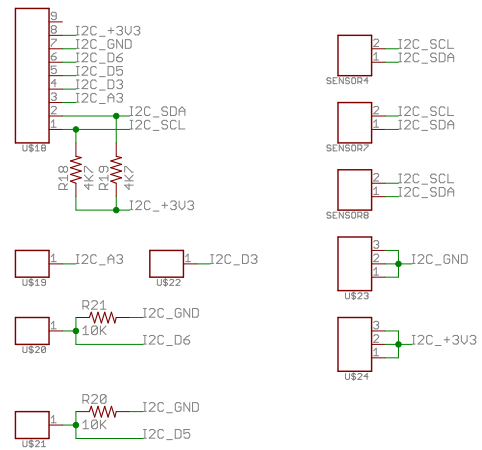 9
8 I2C_+3V3
7 I2C_GND
6 I2C_D6
5 I2C_D5
4 I2C_D3
3 I2C_A3
2 I2C_SDA
1 I2C_SCL
U$18
R18 4K7 R19 4K7
I2C_+3V3
1 I2C_A3
U$19
1 I2C_D3
U$22
R21
I2C_GND
1 10K
I2C_D6
U$20
R20
I2C_GND
1 10K
I2C_D5
U$21
2 I2C_SCL
1 I2C_SDA
SENSOR4
2 I2C_SCL
1 I2C_SDA
SENSOR7
2 I2C_SCL
1 I2C_SDA
SENSOR8
3
2 I2C_GND
1
U$23
3
2 I2C_+3V3
1
U$24